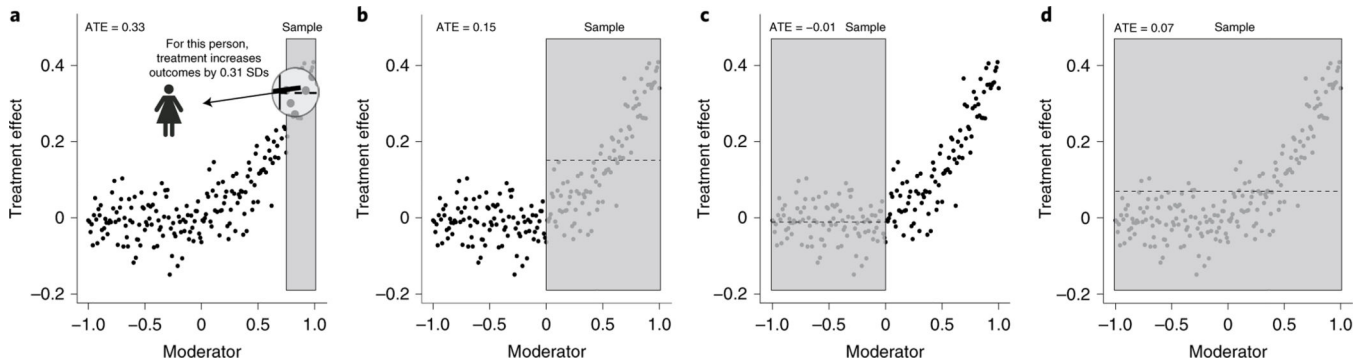 a
ATE = 0.33
Sample
For this person,
treatment increases
outcomes by 0.31 SDs
0.4
0.2
0
−0.2
Treatment effect
−1.0 −0.5 0 0.5 1.0
Moderator
b
ATE = 0.15
Sample
0.4
0.2
0
−0.2
Treatment effect
−1.0 −0.5 0 0.5 1.0
Moderator
c
ATE = −0.01 Sample
0.4
0.2
0
−0.2
Treatment effect
−1.0 −0.5 0 0.5 1.0
Moderator
d
ATE = 0.07
Sample
0.4
0.2
0
−0.2
Treatment effect
−1.0 −0.5 0 0.5 1.0
Moderator